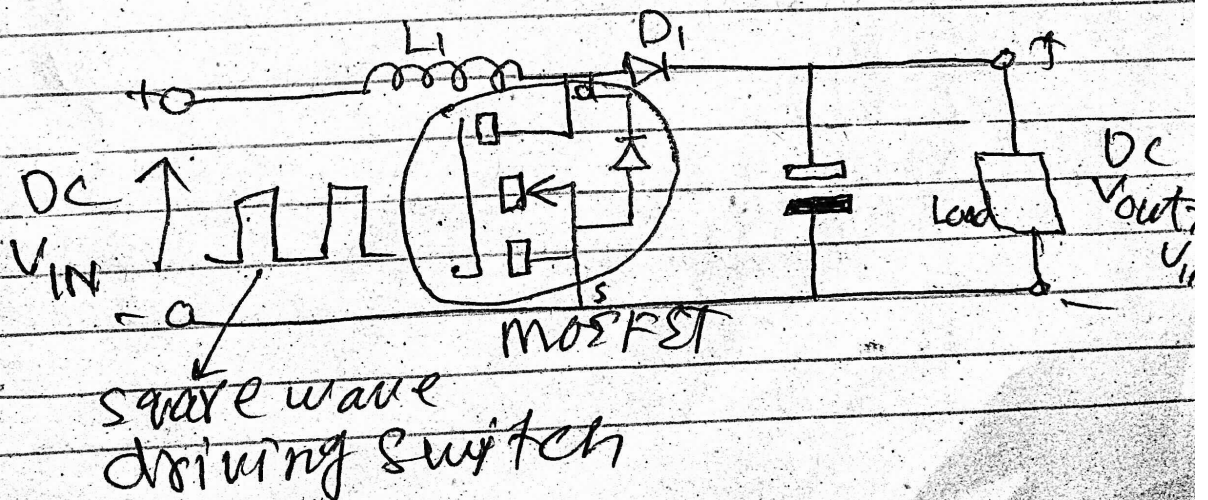 L1
D1
+
d
DC
VIN
-
s
MOSFET
Load
DC
Vout
-
square wave
driving switch